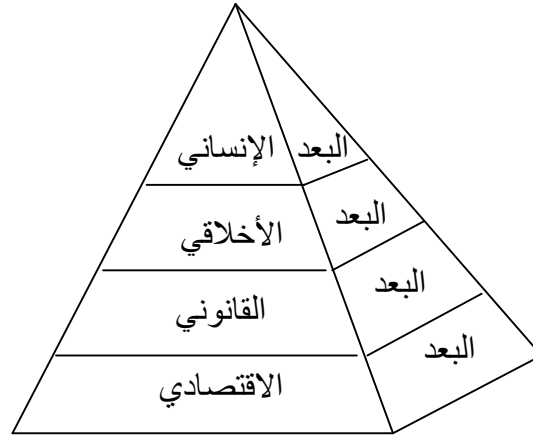 البعد الإنساني
البعد الأخلاقي
البعد القانوني
البعد الاقتصادي